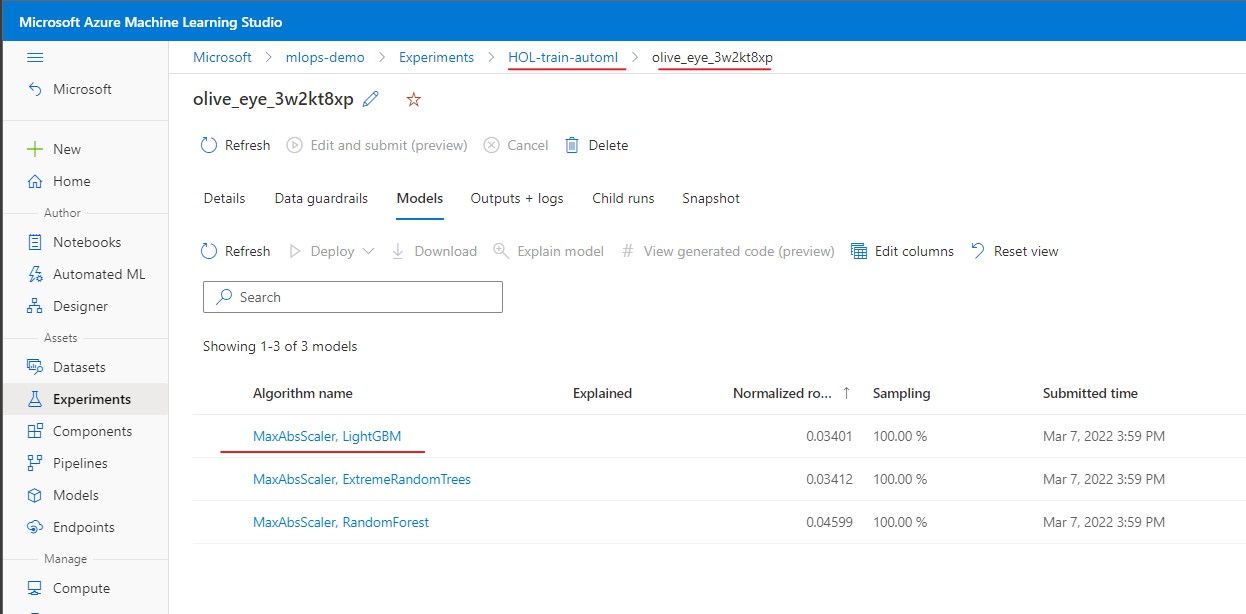 Microsoft Azure Machine Learning Studio
Microsoft > mlops-demo > Experiments > HOL-train-automl > olive_eye_3w2kt8xp
Microsoft
New
Home
Author
Notebooks
Automated ML
Designer
Assets
Datasets
Experiments
Components
Pipelines
Models
Endpoints
Manage
Compute
olive_eye_3w2kt8xp
Refresh Edit and submit (preview) Cancel Delete
Details Data guardrails Models Outputs + logs Child runs Snapshot
Refresh Deploy Download Explain model # View generated code (preview) Edit columns Reset view
Search
Showing 1-3 of 3 models
Algorithm name Explained Normalized ro... ↑ Sampling Submitted time
MaxAbsScaler, LightGBM 0.03401 100.00 % Mar 7, 2022 3:59 PM
MaxAbsScaler, ExtremeRandomTrees 0.03412 100.00 % Mar 7, 2022 3:59 PM
MaxAbsScaler, RandomForest 0.04599 100.00 % Mar 7, 2022 3:59 PM